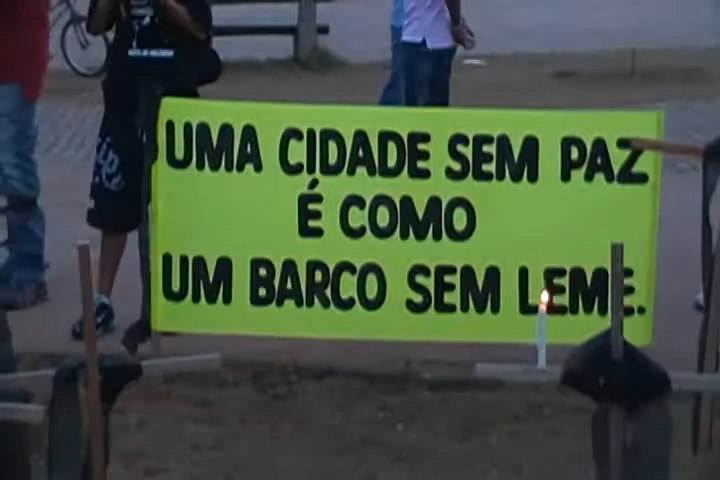 UMA CIDADE SEM PAZ
É COMO
UM BARCO SEM LEME.